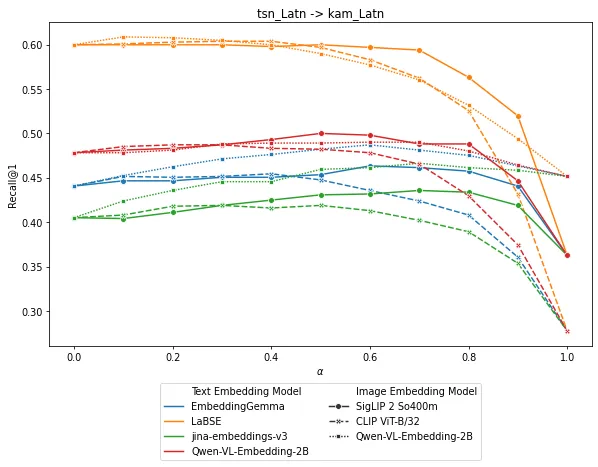 tsn_Latn -> kam_Latn
0.60
0.55
0.50
0.45
0.40
0.35
0.30
Recall@1
0.0 0.2 0.4 0.6 0.8 1.0
α
Text Embedding Model Image Embedding Model
EmbeddingGemma SigLIP 2 So400m
LaBSE CLIP ViT-B/32
jina-embeddings-v3 Qwen-VL-Embedding-2B
Qwen-VL-Embedding-2B